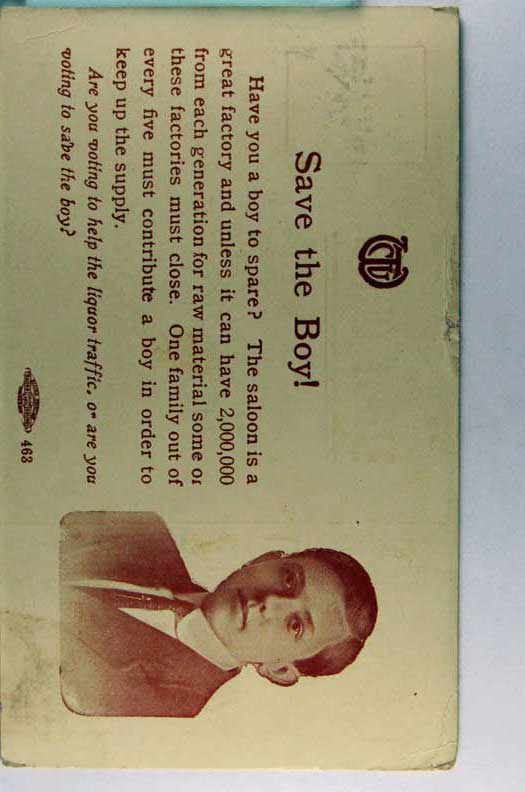 Save the Boy!
Have you a boy to spare? The saloon is a
great factory and unless it can have 2,000,000
from each generation for raw material some or
these factories must close. One family out of
every five must contribute a boy in order to
keep up the supply.
Are you voting to help the liquor traffic, or are you
voting to save the boy?
463